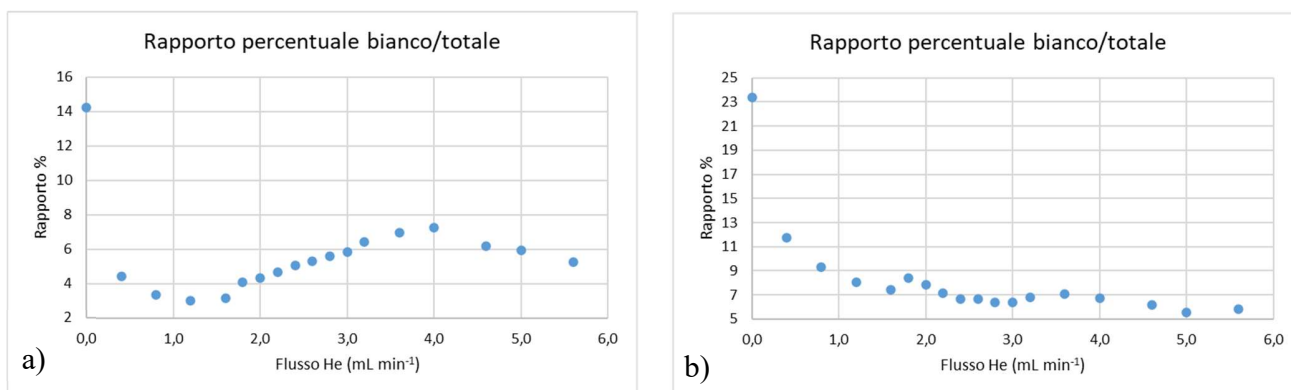 Rapporto percentuale bianco/totale
16
14
12
10
8
6
4
2
Rapporto %
0,0 1,0 2,0 3,0 4,0 5,0 6,0
Flusso He (mL min⁻¹)
a)
Rapporto percentuale bianco/totale
25
23
21
19
17
15
13
11
9
7
5
Rapporto %
0,0 1,0 2,0 3,0 4,0 5,0 6,0
Flusso He (mL min⁻¹)
b)